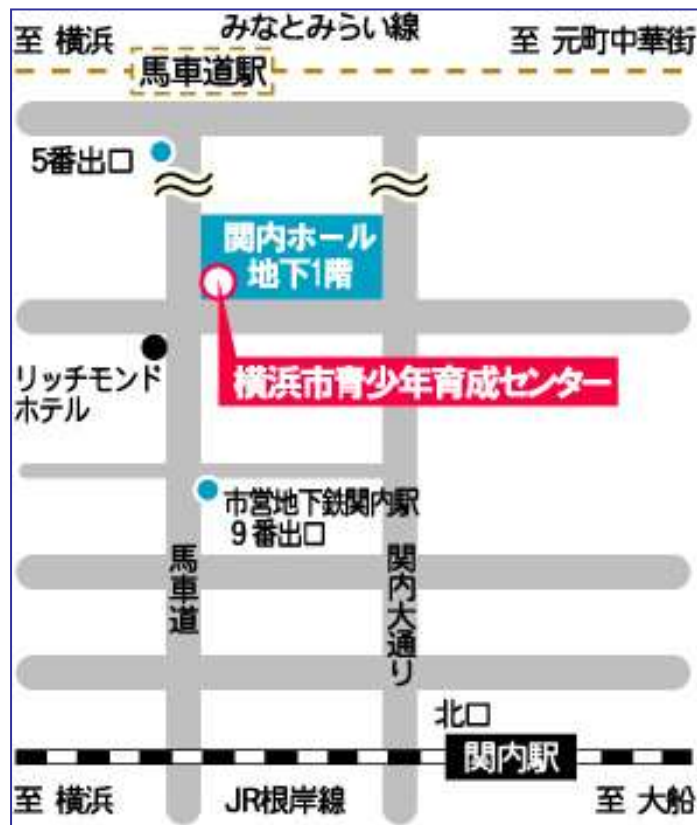 みなとみらい線
至 横浜
至 元町中華街
馬車道駅
5番出口
関内ホール
地下1階
横浜市青少年育成センター
リッチモンド
ホテル
市営地下鉄関内駅
9番出口
馬車道
関内大通り
北口
関内駅
至 横浜
JR根岸線
至 大船